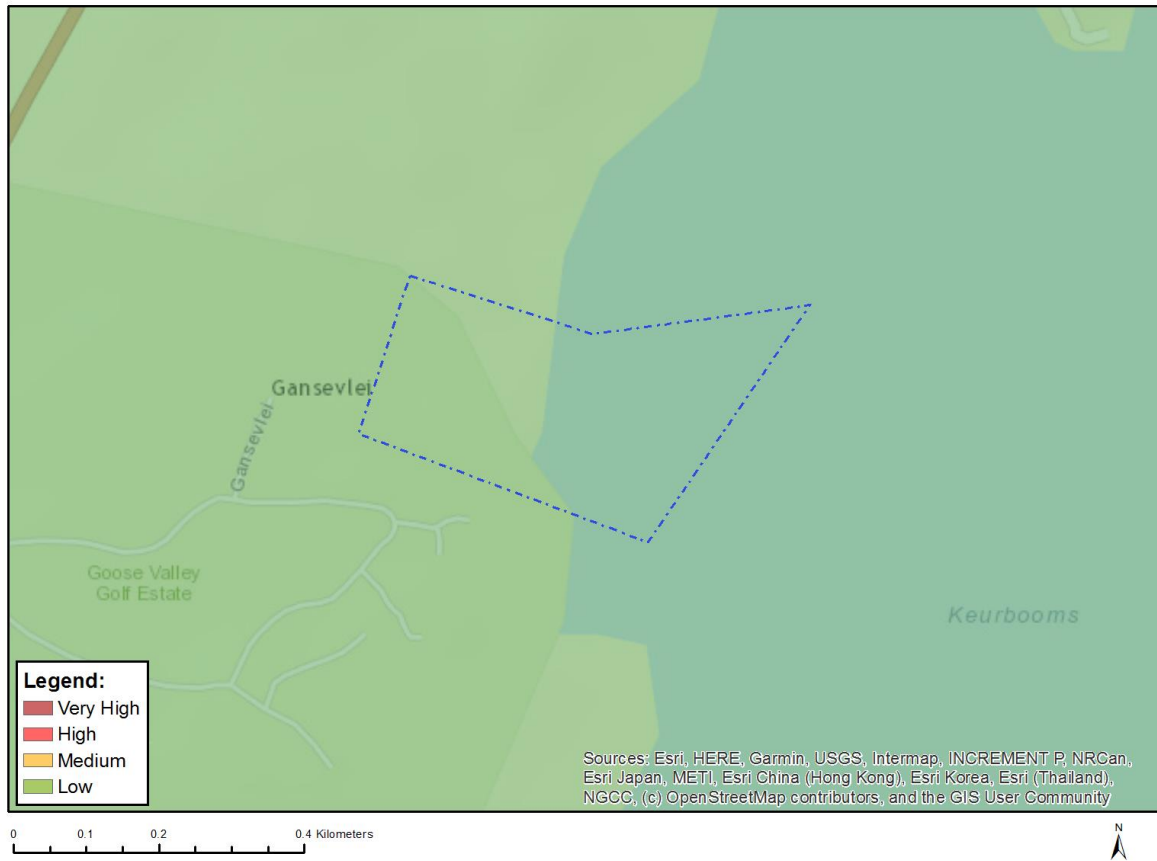 Gansevlei
Gansevlei
Goose Valley
Golf Estate
Keurbooms
Legend:
Very High
High
Medium
Low
Sources: Esri, HERE, Garmin, USGS, Intermap, INCREMENT P, NRCan,
Esri Japan, METI, Esri China (Hong Kong), Esri Korea, Esri (Thailand),
NGCC, (c) OpenStreetMap contributors, and the GIS User Community
0 0.1 0.2 0.4 Kilometers
N